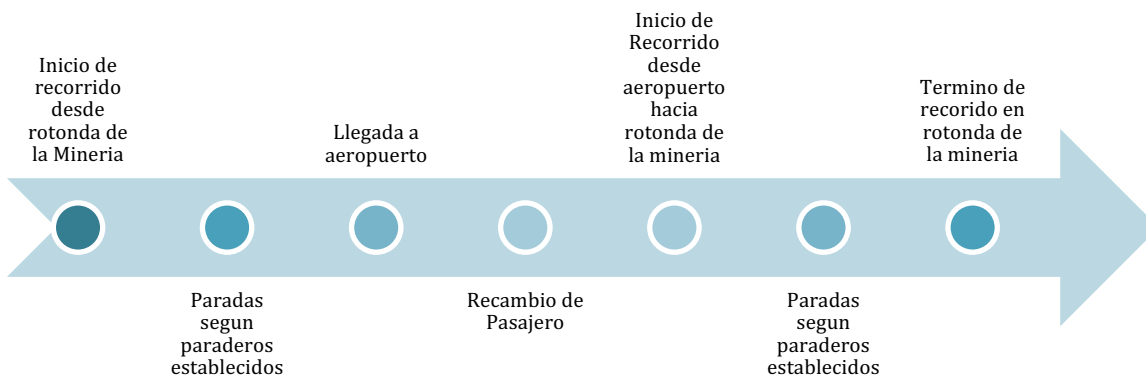 Inicio de
recorrido
desde
rotonda de
la Mineria
Paradas
segun
paraderos
establecidos
Llegada a
aeropuerto
Recambio de
Pasajero
Inicio de
Recorrido
desde
aeropuerto
hacia
rotonda de
la mineria
Paradas
segun
paraderos
establecidos
Termino de
recorido en
rotonda de
la mineria